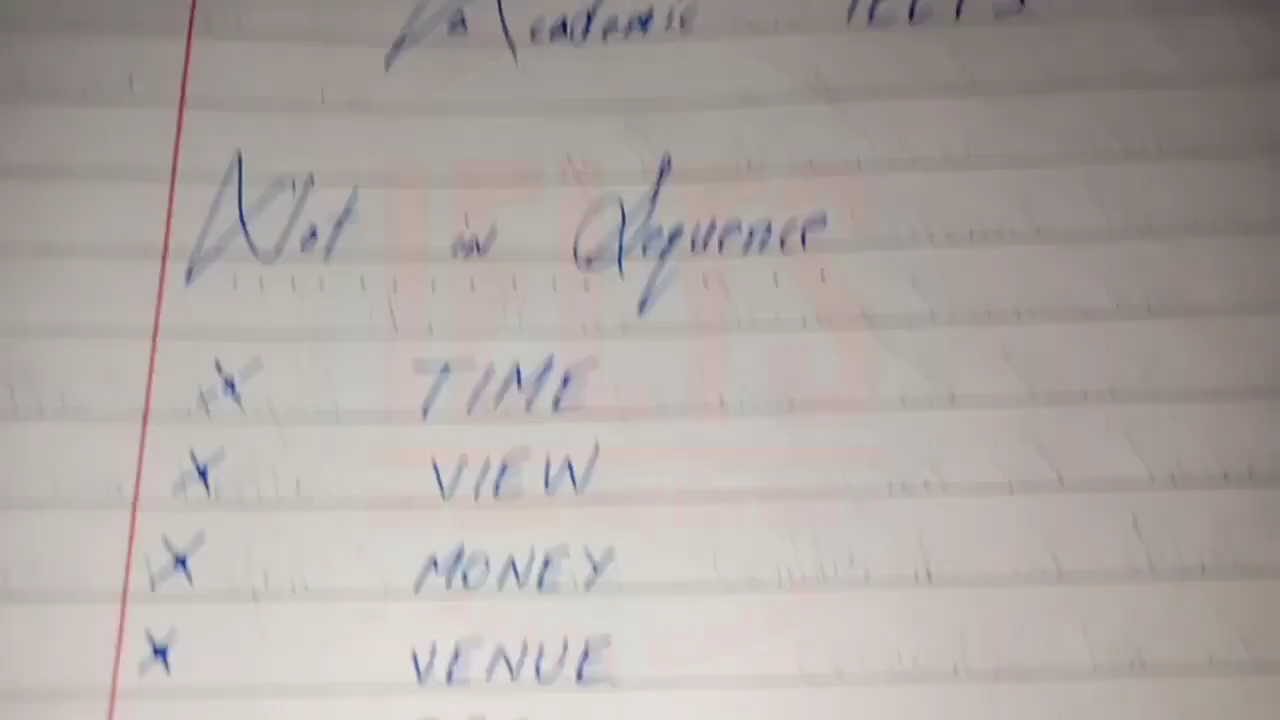 Academic IELTS
Not in Sequence
x TIME
x VIEW
x MONEY
x VENUE